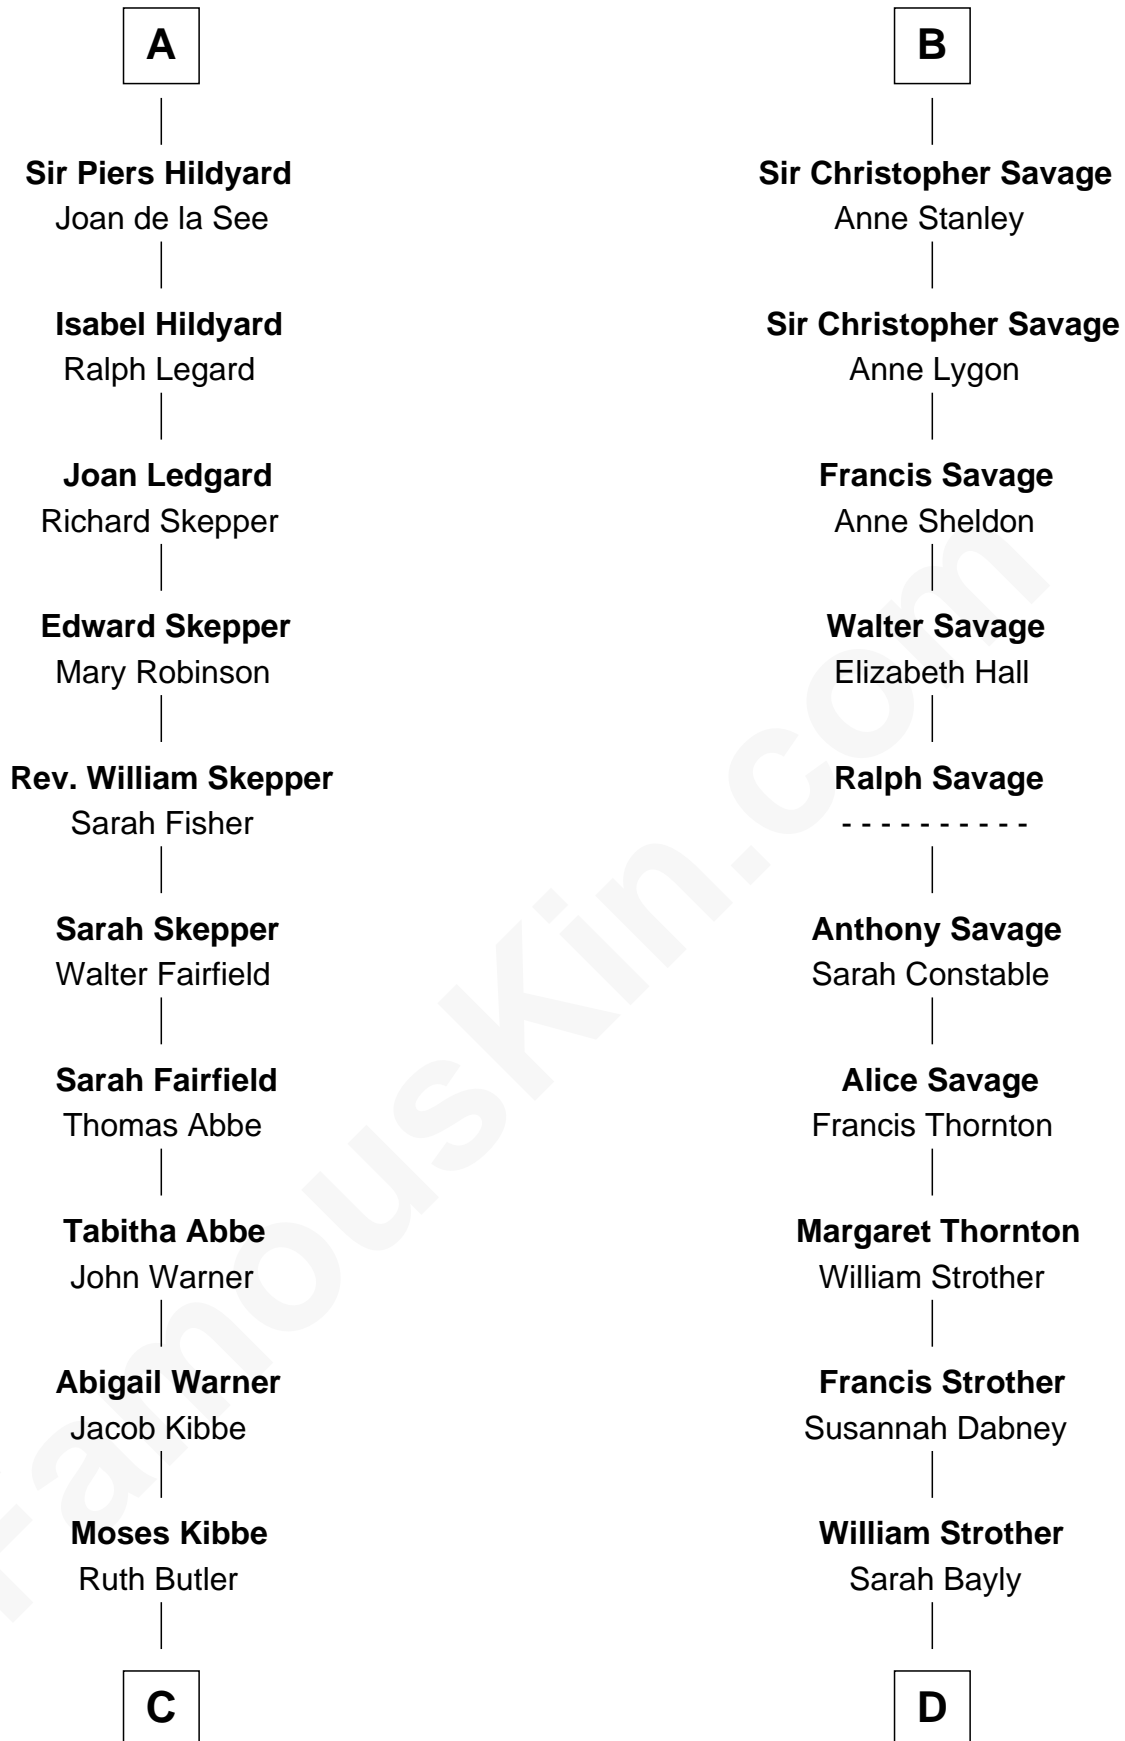 A
Sir Piers Hildyard
Joan de la See
Isabel Hildyard
Ralph Legard
Joan Ledgard
Richard Skepper
Edward Skepper
Mary Robinson
Rev. William Skepper
Sarah Fisher
Sarah Skepper
Walter Fairfield
Sarah Fairfield
Thomas Abbe
Tabitha Abbe
John Warner
Abigail Warner
Jacob Kibbe
Moses Kibbe
Ruth Butler
C
B
Sir Christopher Savage
Anne Stanley
Sir Christopher Savage
Anne Lygon
Francis Savage
Anne Sheldon
Walter Savage
Elizabeth Hall
Ralph Savage
- - - - - - - - - -
Anthony Savage
Sarah Constable
Alice Savage
Francis Thornton
Margaret Thornton
William Strother
Francis Strother
Susannah Dabney
William Strother
Sarah Bayly
D
FamousKin.com